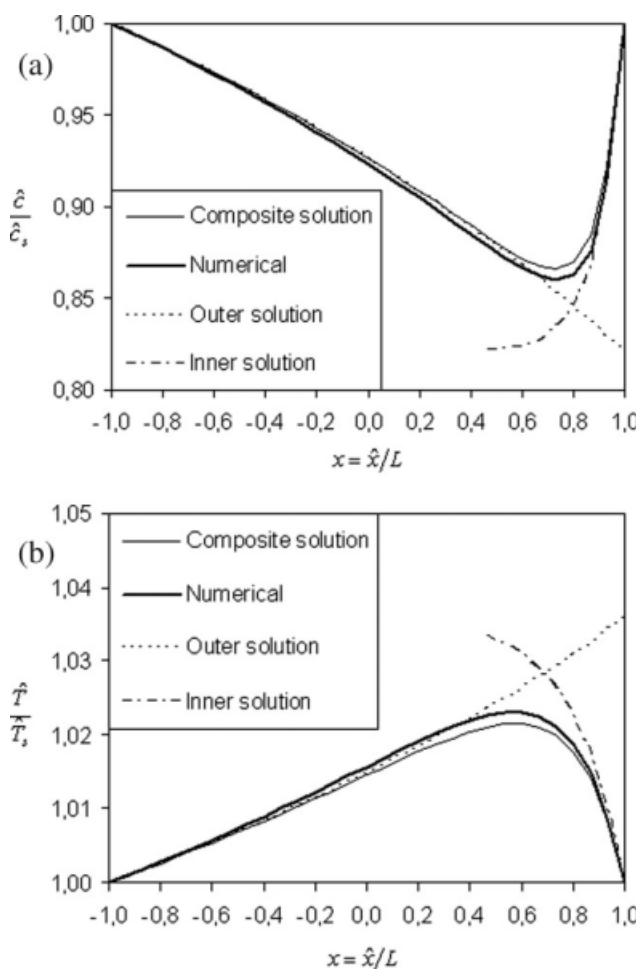 (a)
1,00
0,95
0,90
0,85
0,80
ĉ
ĉₛ
Composite solution
Numerical
Outer solution
Inner solution
-1,0 -0,8 -0,6 -0,4 -0,2 0,0 0,2 0,4 0,6 0,8 1,0
x = x̂/L
(b)
1,05
1,04
1,03
1,02
1,01
1,00
T̂
T̂ₛ
Composite solution
Numerical
Outer solution
Inner solution
-1,0 -0,8 -0,6 -0,4 -0,2 0,0 0,2 0,4 0,6 0,8 1,0
x = x̂/L